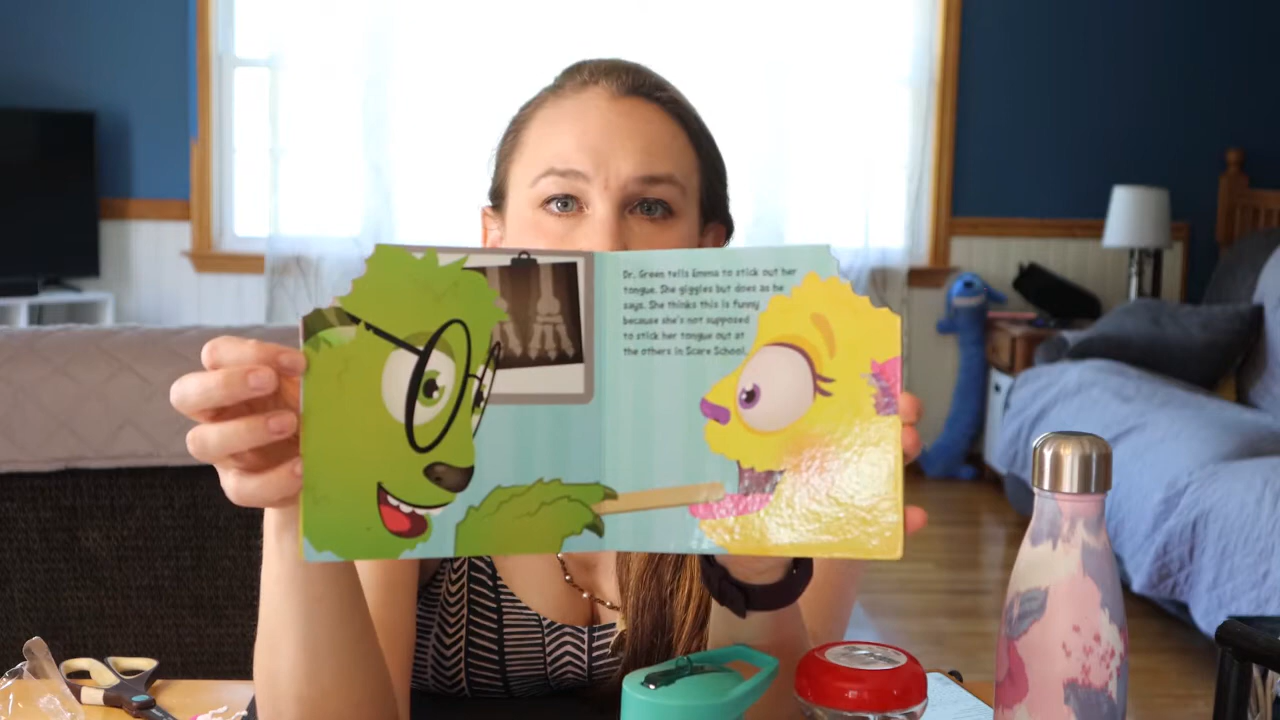 Dr. Green tells Emma to stick out her
tongue. She giggles but does as he
says. She thinks this is funny
because she's not supposed
to stick her tongue out at
the others in Scare School.